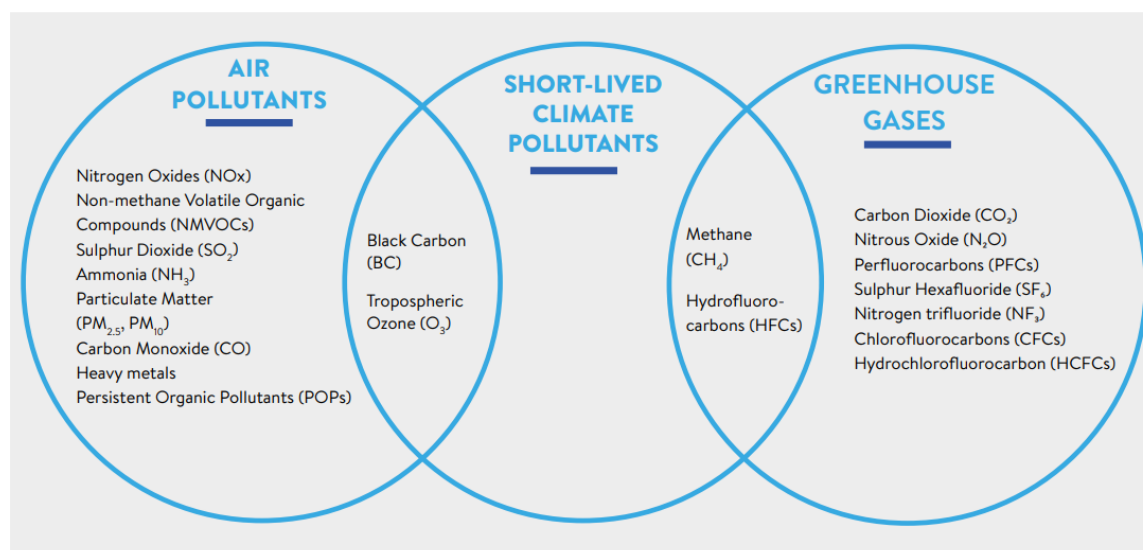 AIR
POLLUTANTS
Nitrogen Oxides (NOx)
Non-methane Volatile Organic
Compounds (NMVOCs)
Sulphur Dioxide (SO₂)
Ammonia (NH₃)
Particulate Matter
(PM₂.₅, PM₁₀)
Carbon Monoxide (CO)
Heavy metals
Persistent Organic Pollutants (POPs)
Black Carbon
(BC)
Tropospheric
Ozone (O₃)
SHORT-LIVED
CLIMATE
POLLUTANTS
Methane
(CH₄)
Hydrofluoro-
carbons (HFCs)
GREENHOUSE
GASES
Carbon Dioxide (CO₂)
Nitrous Oxide (N₂O)
Perfluorocarbons (PFCs)
Sulphur Hexafluoride (SF₆)
Nitrogen trifluoride (NF₃)
Chlorofluorocarbons (CFCs)
Hydrochlorofluorocarbon (HCFCs)